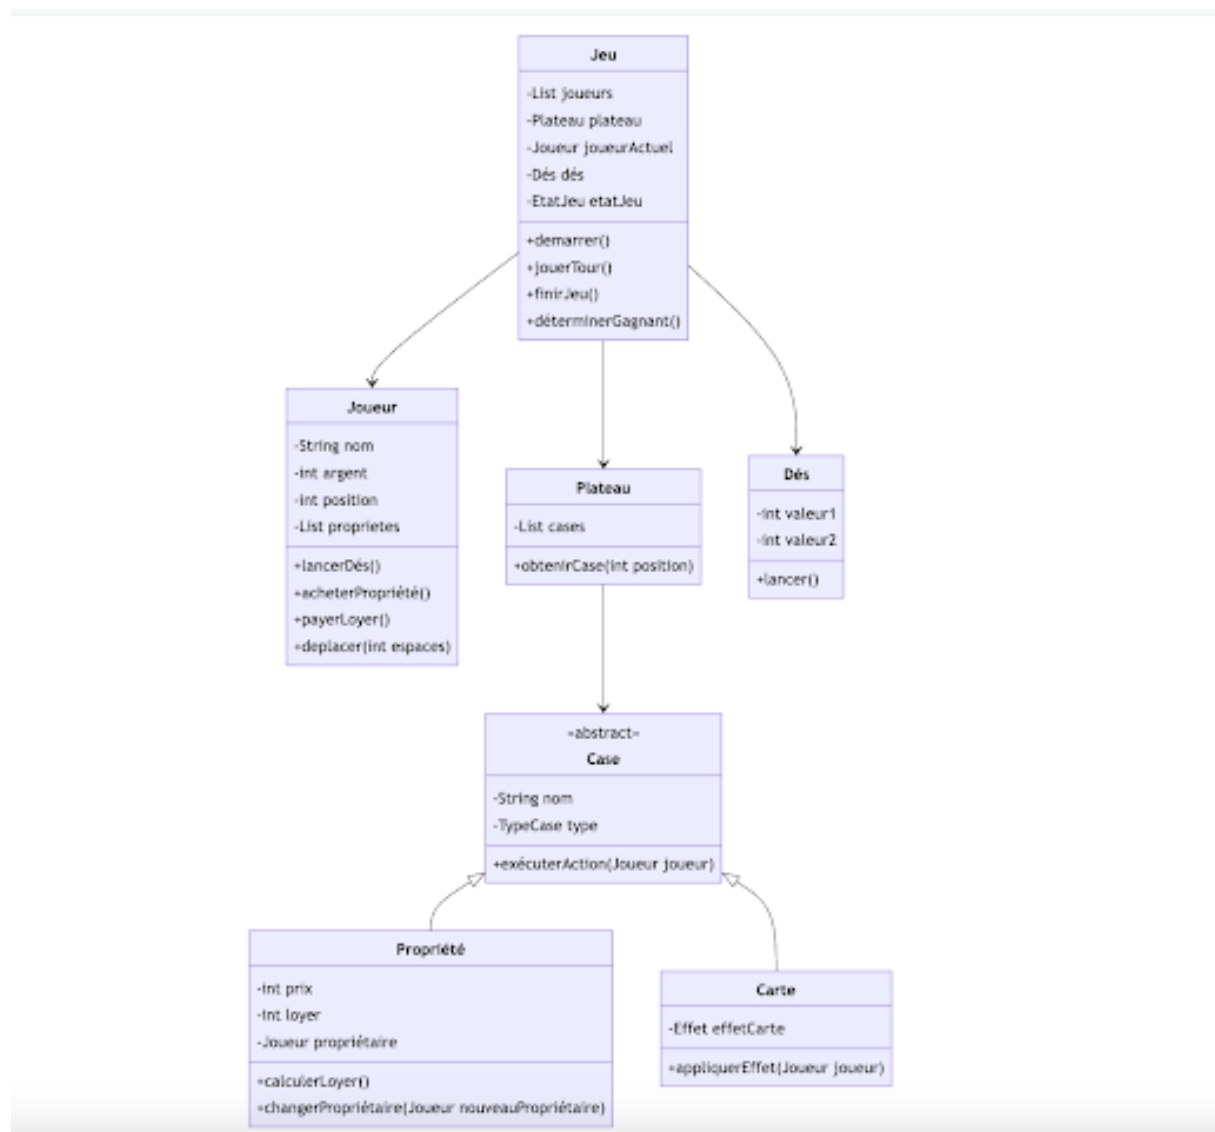 Jeu
-List joueurs
-Plateau plateau
-Joueur joueurActuel
-Dés dés
-EtatJeu etatJeu
+demarrer()
+jouerTour()
+finirJeu()
+déterminerGagnant()
Joueur
-String nom
-int argent
-int position
-List proprietes
+lancerDés()
+acheterPropriété()
+payerLoyer()
+deplacer(int espaces)
Plateau
-List cases
+obtenirCase(int position)
Dés
-int valeur1
-int valeur2
+lancer()
«abstract»
Case
-String nom
-TypeCase type
+exécuterAction(Joueur joueur)
Propriété
-int prix
-int loyer
-Joueur propriétaire
+calculerLoyer()
+changerPropriétaire(Joueur nouveauPropriétaire)
Carte
-Effet effetCarte
+appliquerEffet(Joueur joueur)